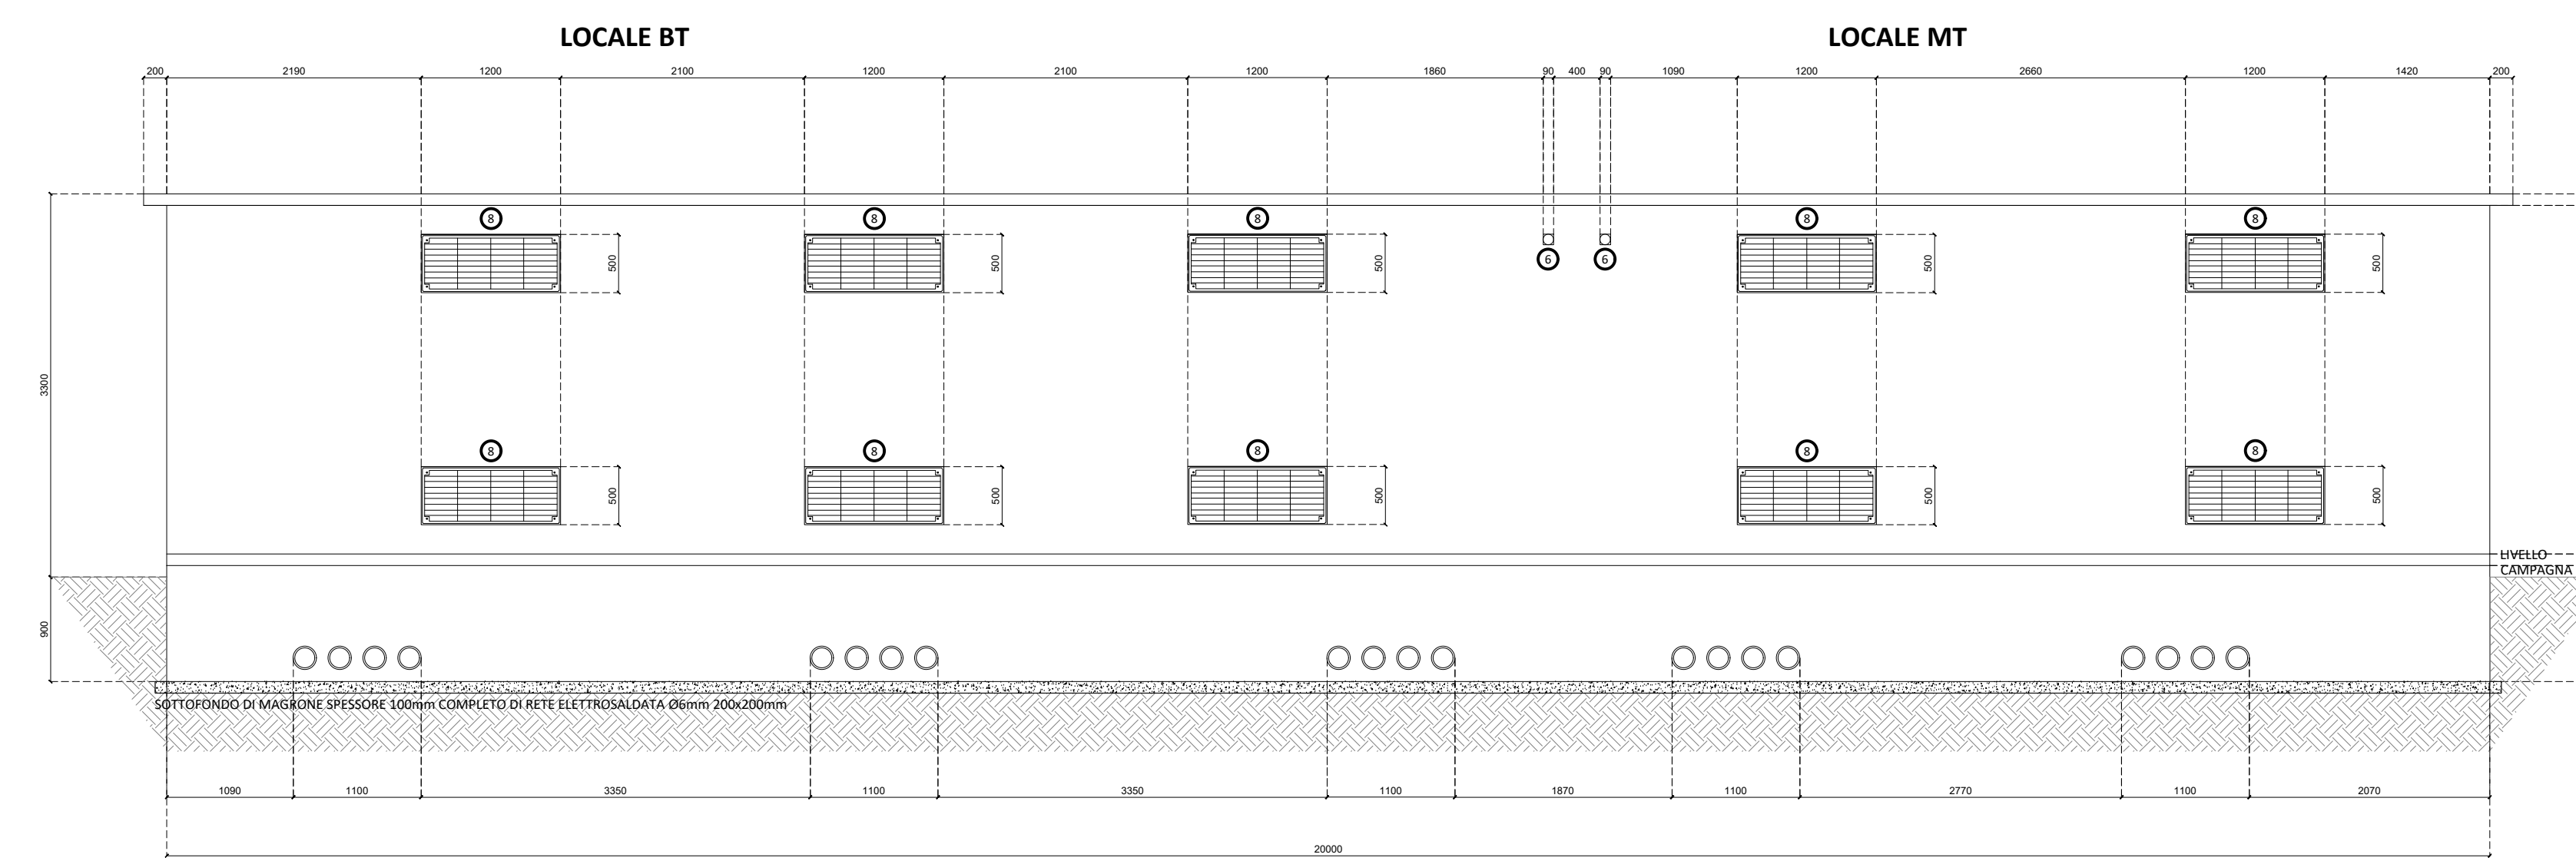 LOCALE BT
LOCALE MT
200 2190 1200 2100 1200 2100 1200 1860 90 400 90 1090 1200 2660 1200 1420 200
8 8 8 8 8
500 500 500 500 500
6 6
3300
8 8 8 8 8
500 500 500 500 500
LIVELLO
CAMPAGNA
900
SOTTOFONDO DI MAGRONE SPESSORE 100mm COMPLETO DI RETE ELETTROSALDATA Ø6mm 200x200mm
1090 1100 3350 1100 3350 1100 1870 1100 2770 1100 2070
20000